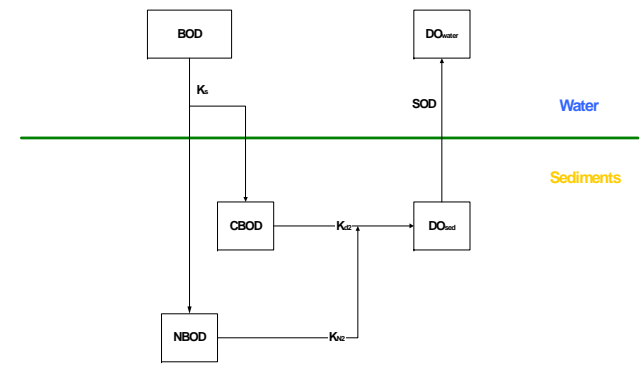 BOD
DOwater
Ks
SOD
Water
Sediments
CBOD
Kd2
DOsed
NBOD
KN2